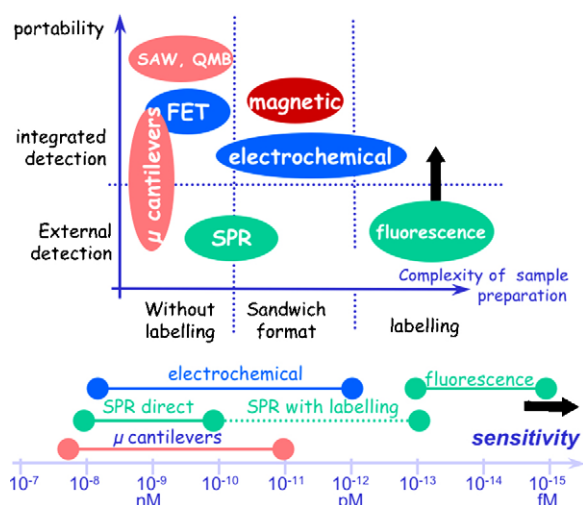 portability
SAW, QMB
FET
magnetic
μ cantilevers
integrated
detection
electrochemical
External
detection
SPR
fluorescence
Complexity of sample
preparation
Without
labelling
Sandwich
format
labelling
electrochemical
fluorescence
SPR direct
SPR with labelling
μ cantilevers
sensitivity
10-7 10-8 10-9 10-10 10-11 10-12 10-13 10-14 10-15
nM pM fM